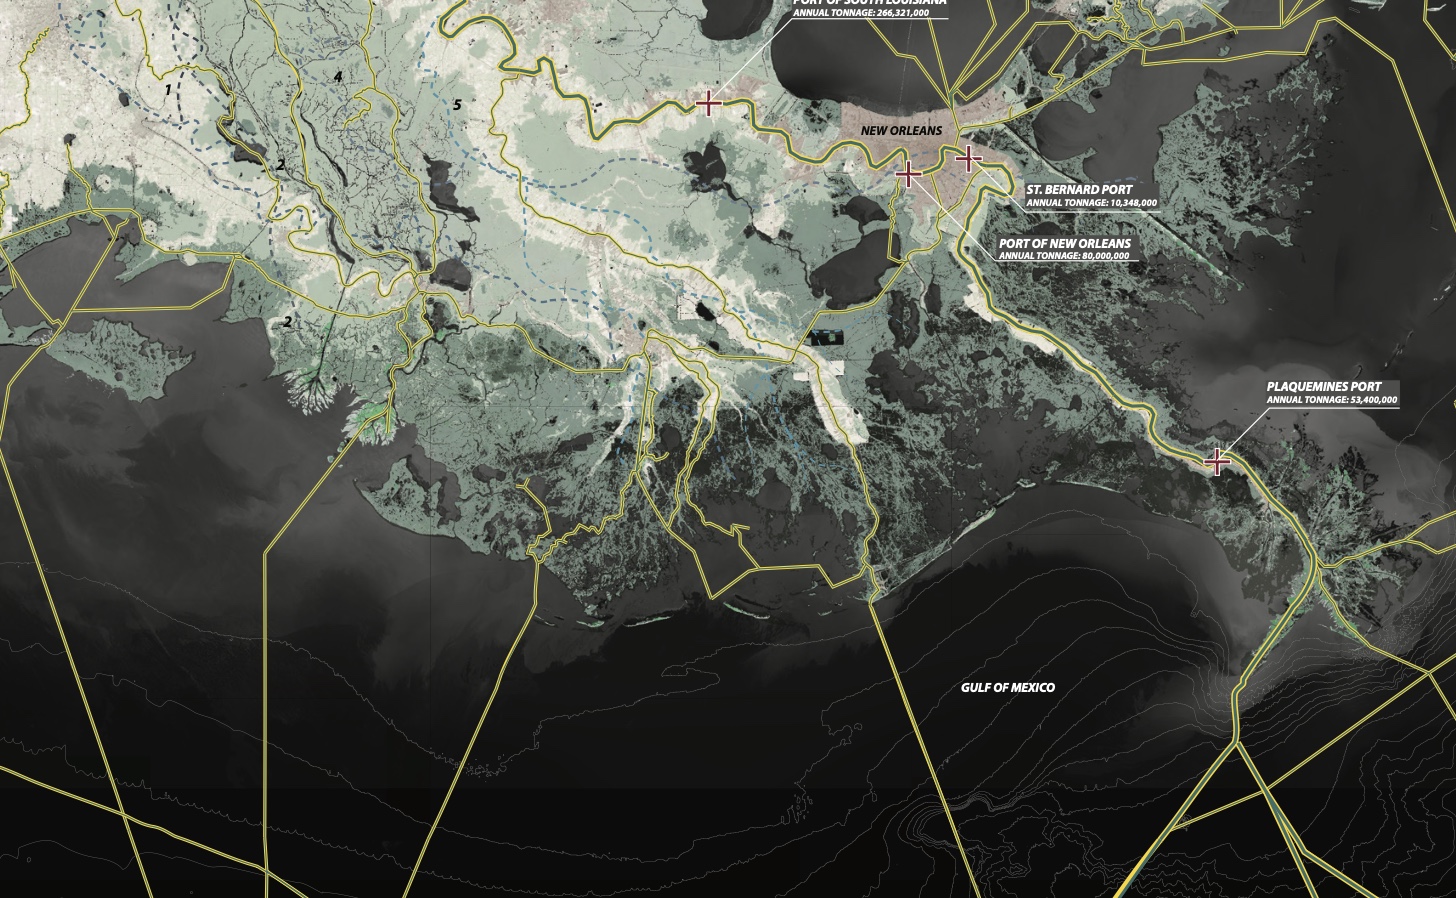 PORT OF SOUTH LOUISIANA
ANNUAL TONNAGE: 266,321,000
4
1
5
NEW ORLEANS
2
ST. BERNARD PORT
ANNUAL TONNAGE: 10,348,000
PORT OF NEW ORLEANS
ANNUAL TONNAGE: 80,000,000
2
PLAQUEMINES PORT
ANNUAL TONNAGE: 53,400,000
GULF OF MEXICO